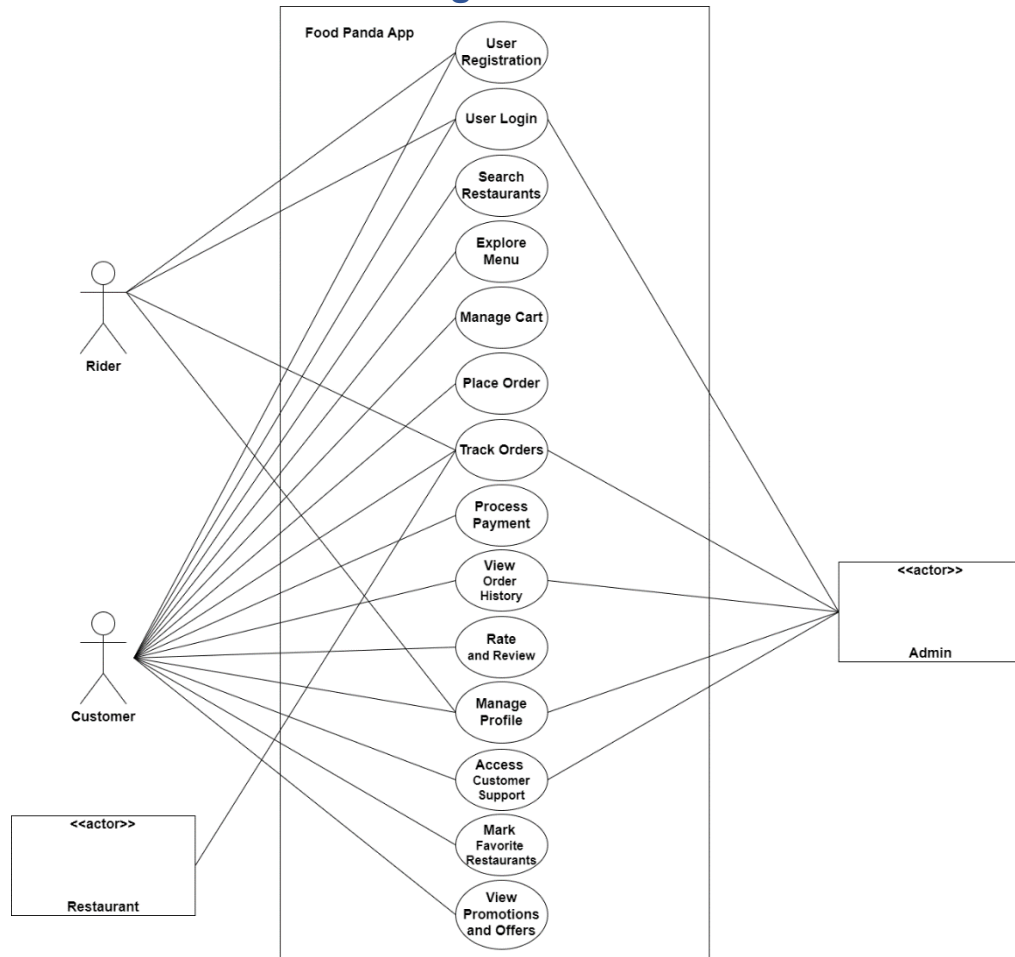 Food Panda App
User
Registration
User Login
Search
Restaurants
Explore
Menu
Manage Cart
Rider
Place Order
Track Orders
Process
Payment
View
Order
History
<<actor>>
Admin
Rate
and Review
Customer
Manage
Profile
Access
Customer
Support
<<actor>>
Restaurant
Mark
Favorite
Restaurants
View
Promotions
and Offers